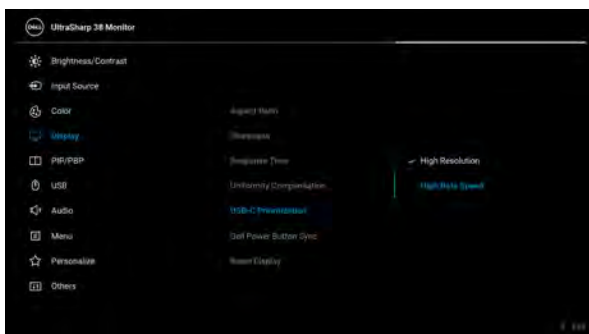 DELL
UltraSharp 38 Monitor
Brightness/Contrast
Input Source
Color
Display
PIP/PBP
USB
Audio
Menu
Personalize
Others
Aspect Ratio
Sharpness
Response Time
Uniformity Compensation
USB-C Prioritization
Dell Power Button Sync
Reset Display
High Resolution
High Data Speed